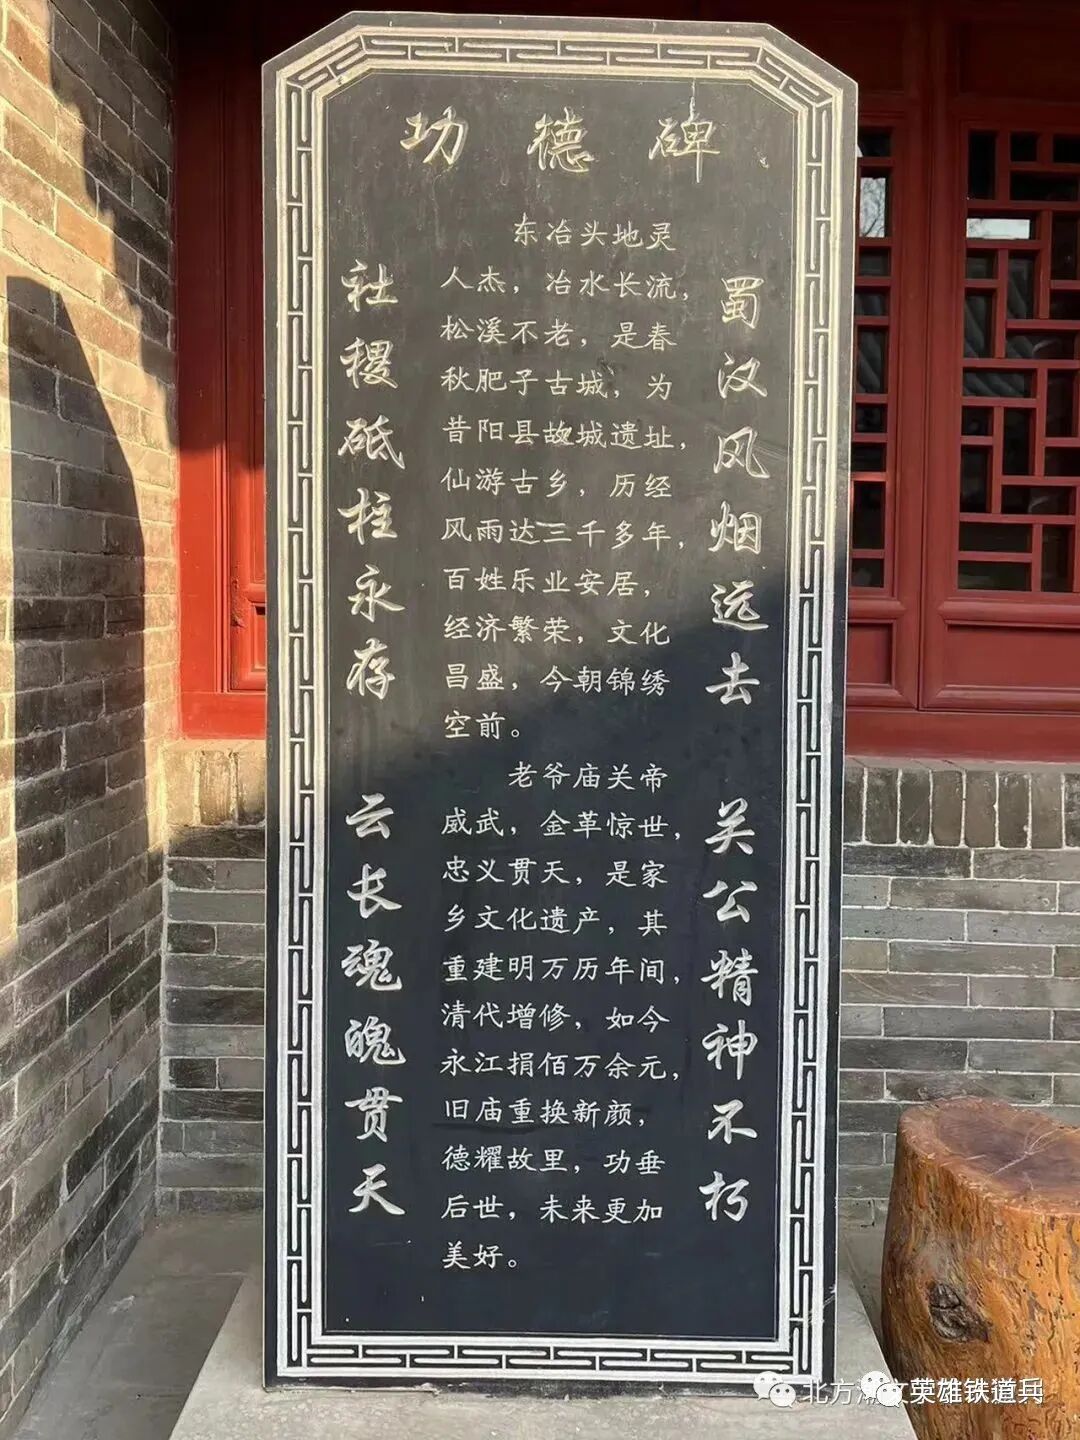 功德碑
蜀汉风烟远去 关公精神不朽
东冶头地灵
人杰，冶水长流，
松溪不老，是春
秋肥子古城，为
昔阳县故城遗址，
仙游古乡，历经
风雨达三千多年，
百姓乐业安居，
经济繁荣，文化
昌盛，今朝锦绣
空前。
老爷庙关帝
威武，金革惊世，
忠义贯天，是家
乡文化遗产，其
重建明万历年间，
清代增修，如今
永江捐佰万余元，
旧庙重换新颜，
德耀故里，功垂
后世，未来更加
美好。
社稷砥柱永存 云长魂魄贯天
北方
荣雄铁道兵